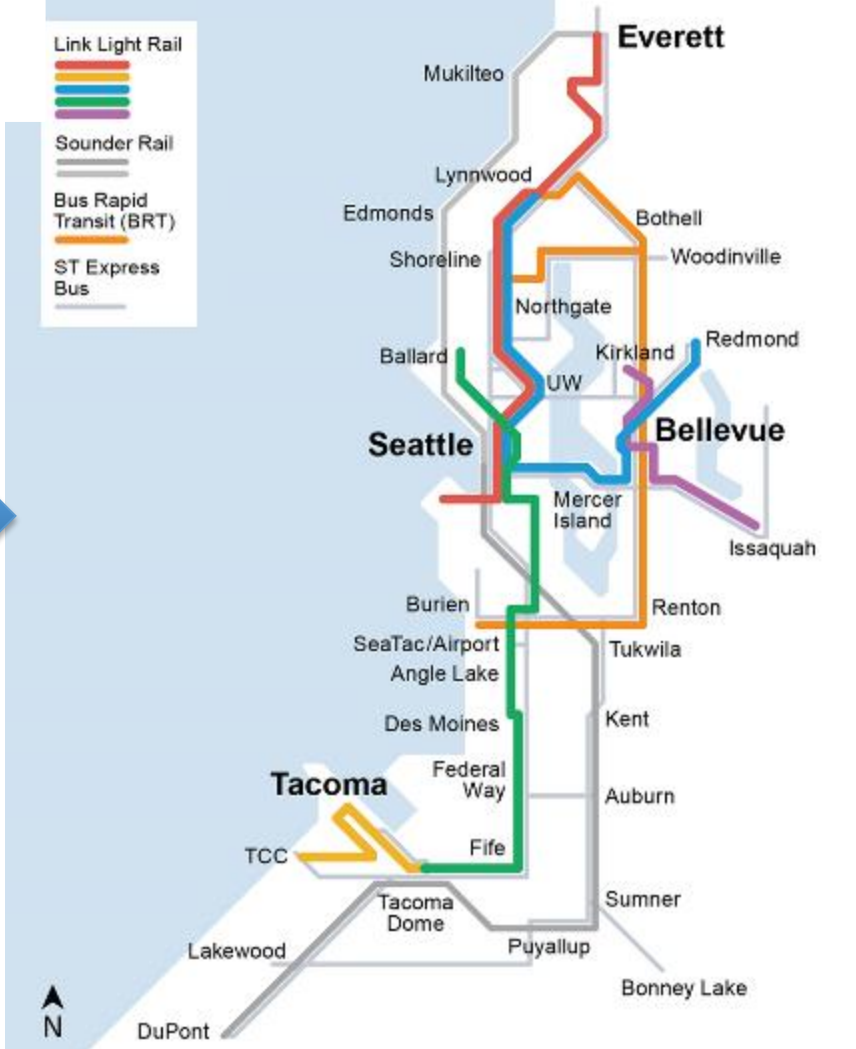 Link Light Rail
Sounder Rail
Bus Rapid
Transit (BRT)
ST Express
Bus
Everett
Mukilteo
Lynnwood
Edmonds
Bothell
Shoreline
Woodinville
Northgate
Ballard
Kirkland
Redmond
UW
Seattle
Bellevue
Mercer
Island
Issaquah
Burien
Renton
SeaTac/Airport
Tukwila
Angle Lake
Des Moines
Kent
Federal
Way
Tacoma
Auburn
TCC
Fife
Tacoma
Dome
Sumner
Lakewood
Puyallup
Bonney Lake
N
DuPont